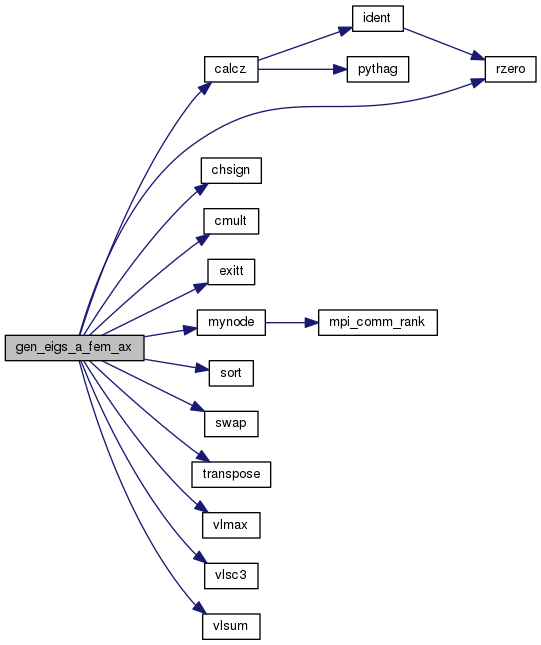 ident
calcz
pythag
rzero
chsign
cmult
exitt
mynode
mpi_comm_rank
gen_eigs_a_fem_ax
sort
swap
transpose
vlmax
vlsc3
vlsum